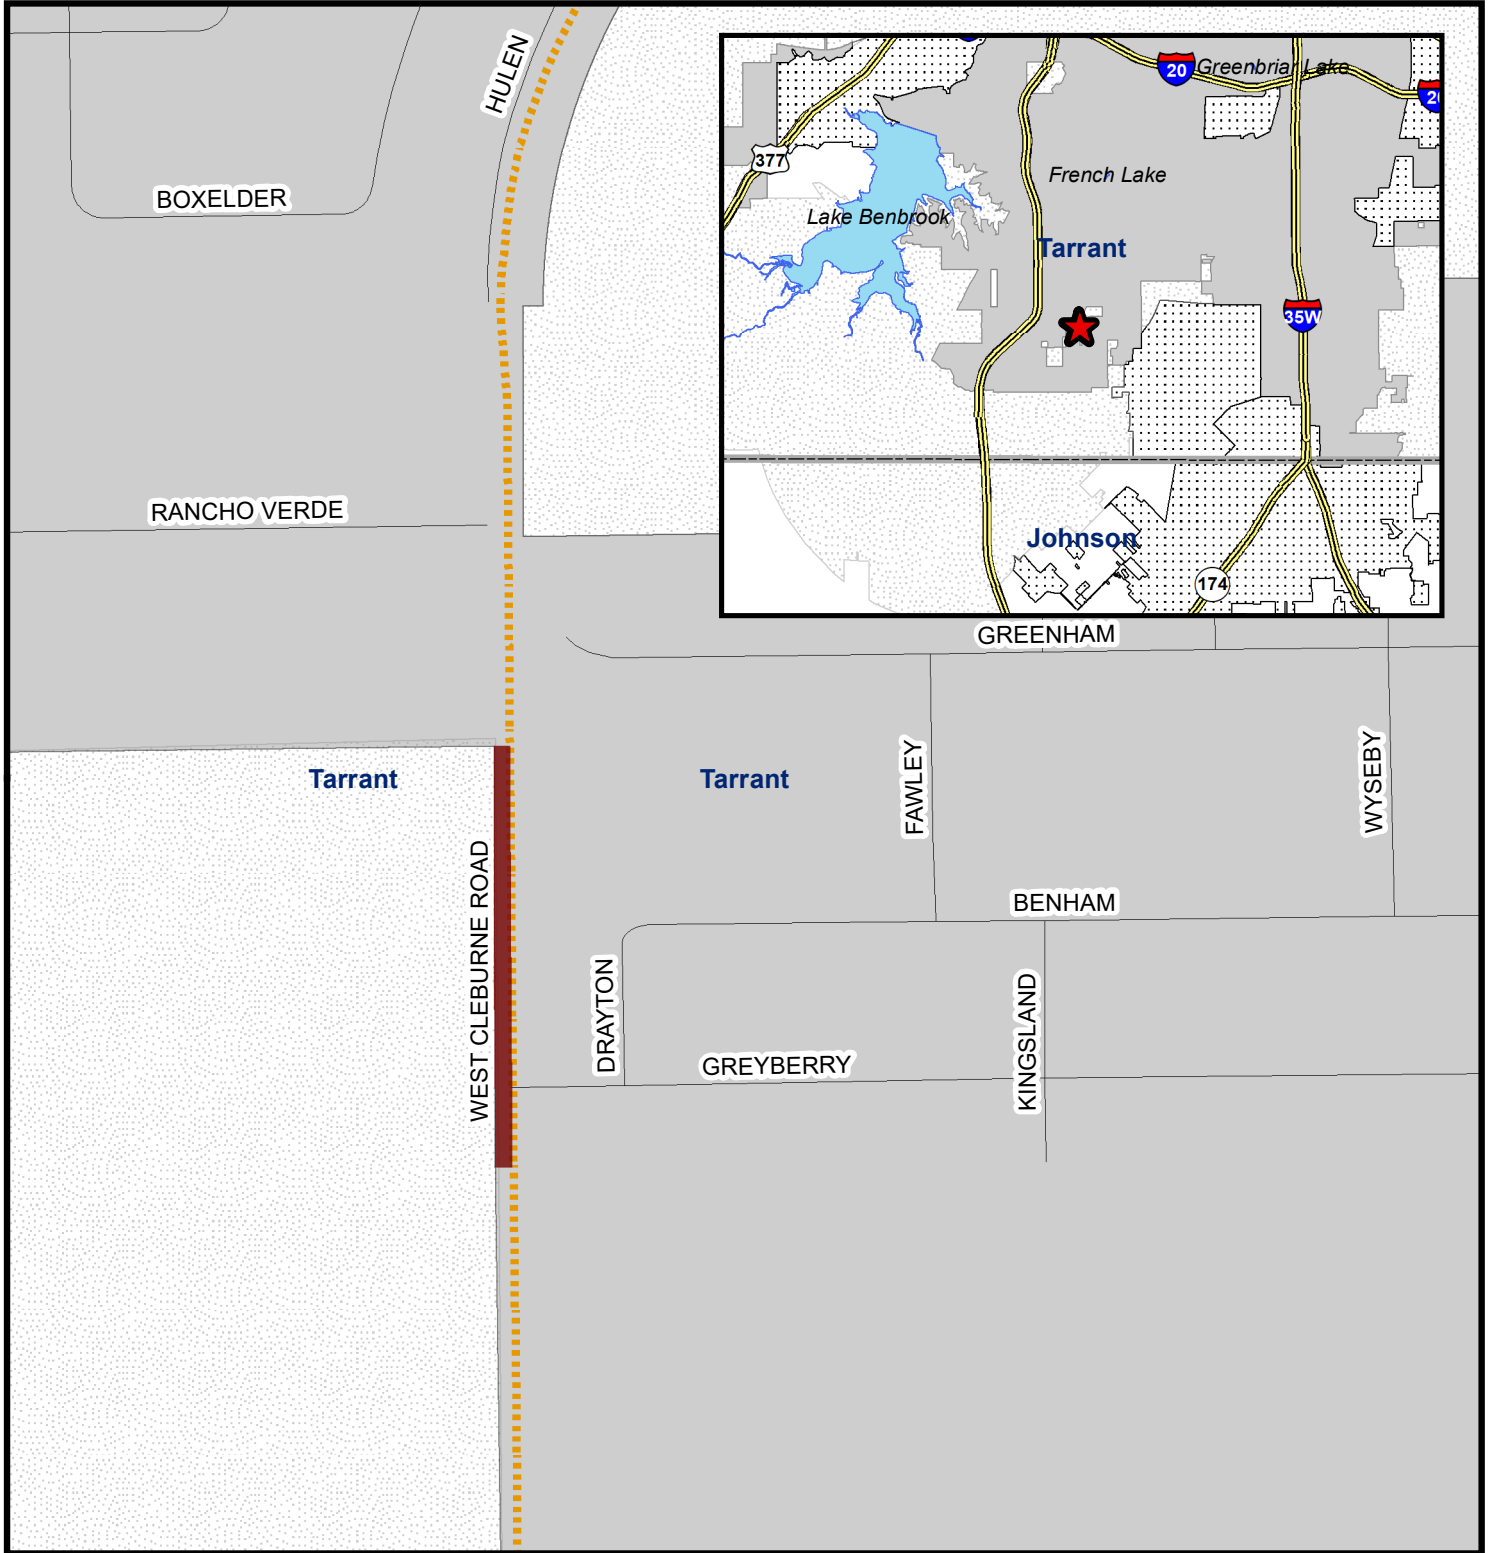 HULEN
20
Greenbriar Lake
20
377
French Lake
BOXELDER
Lake Benbrook
Tarrant
35W
RANCHO VERDE
Johnson
174
GREENHAM
Tarrant
Tarrant
FAWLEY
WYSEBY
WEST CLEBURNE ROAD
BENHAM
DRAYTON
KINGSLAND
GREYBERRY